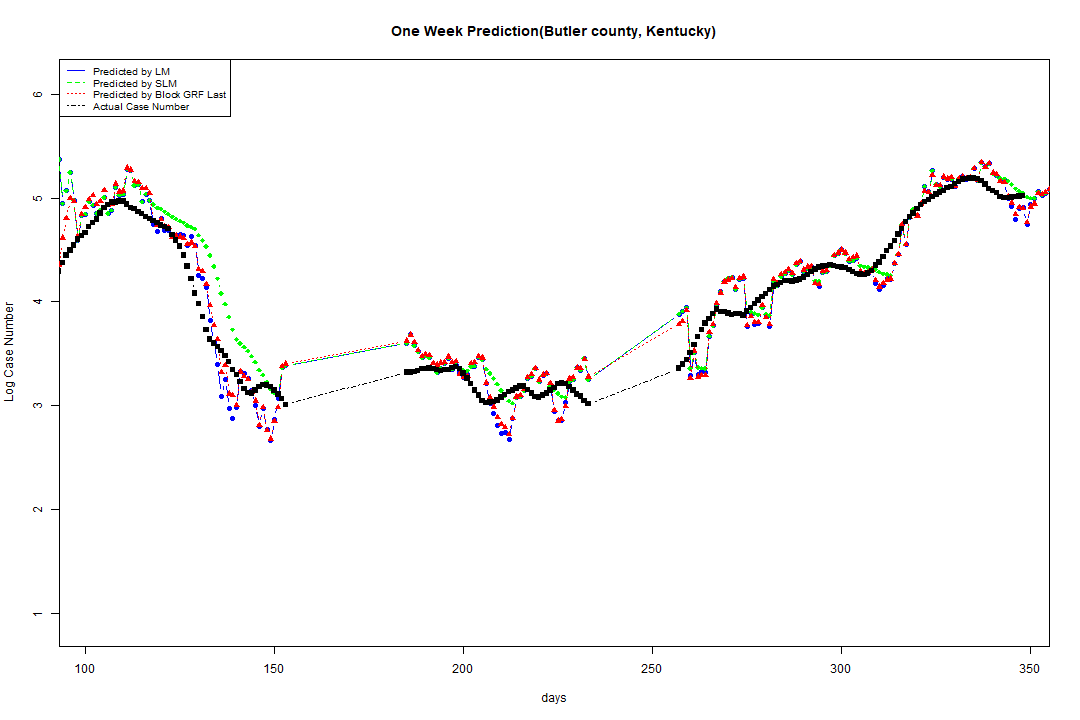 One Week Prediction(Butler county, Kentucky)
Predicted by LM
Predicted by SLM
Predicted by Block GRF Last
Actual Case Number
6
5
4
3
2
1
Log Case Number
100 150 200 250 300 350
days